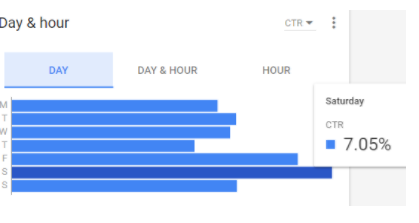 Day & hour
CTR
DAY
DAY & HOUR
HOUR
M
T
W
T
F
S
S
Saturday
CTR
7.05%